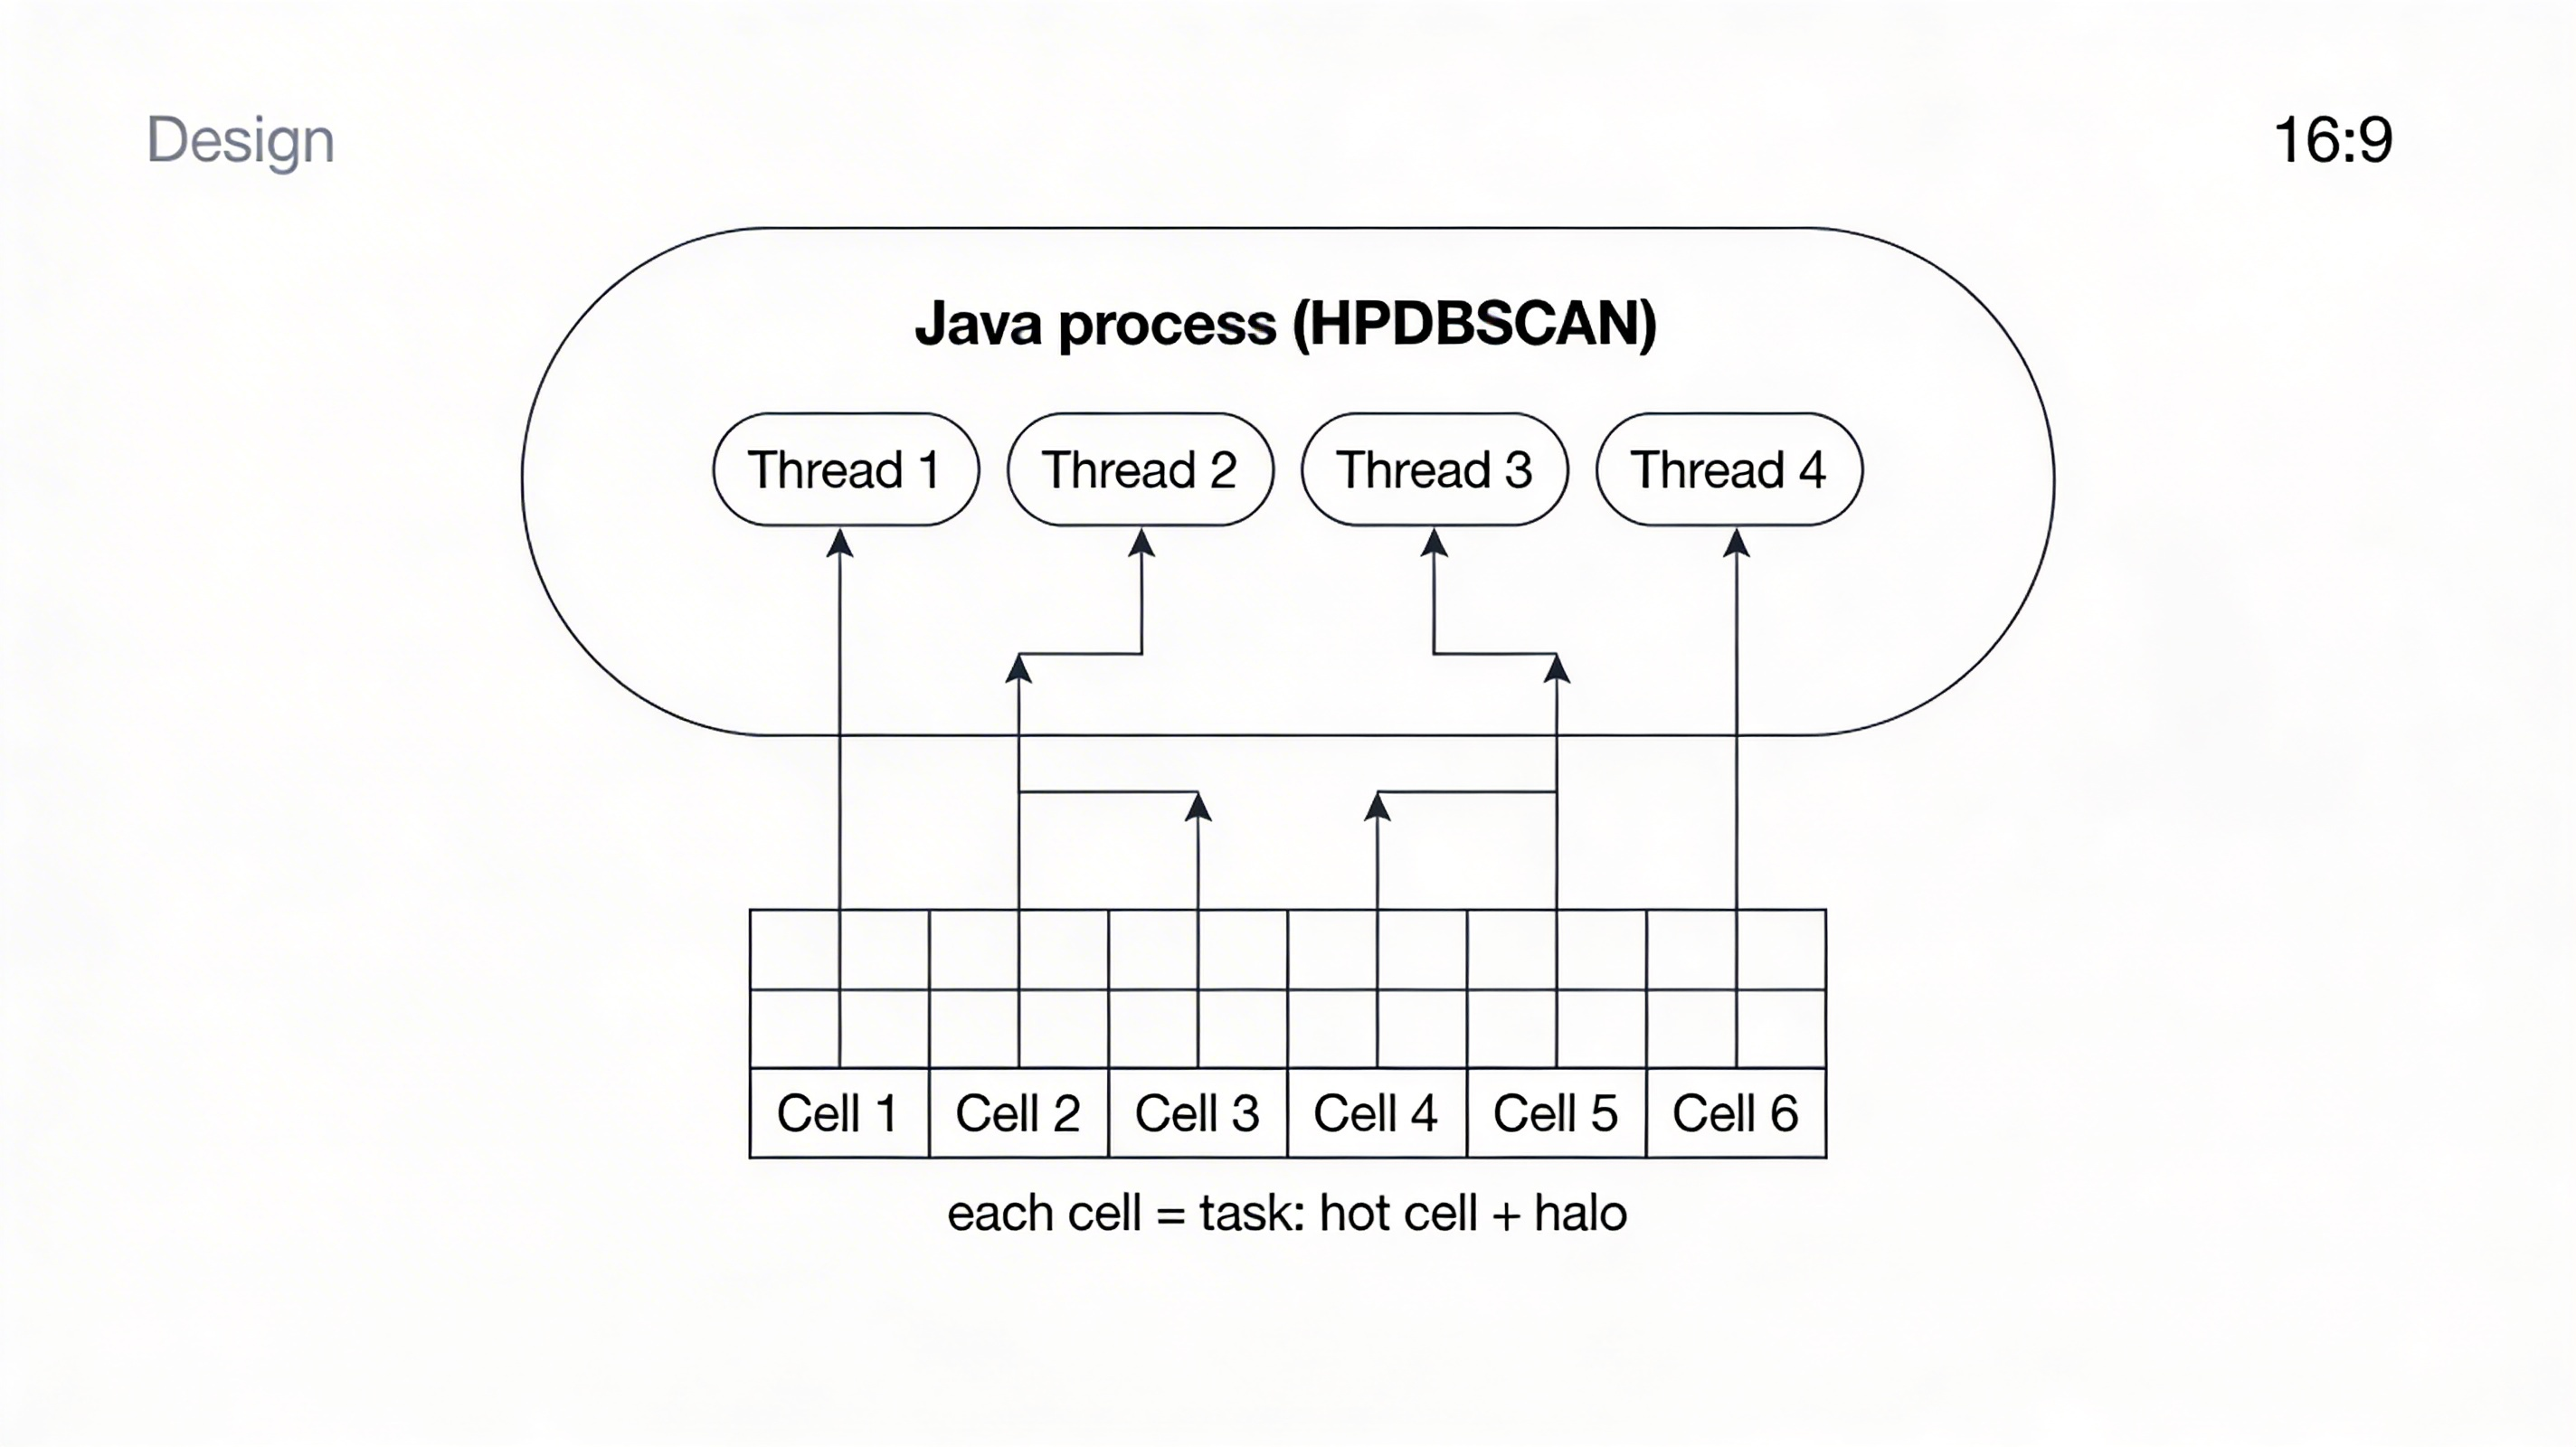 Design
16:9
Java process (HPDBSCAN)
Thread 1
Thread 2
Thread 3
Thread 4
Cell 1
Cell 2
Cell 3
Cell 4
Cell 5
Cell 6
each cell = task: hot cell + halo